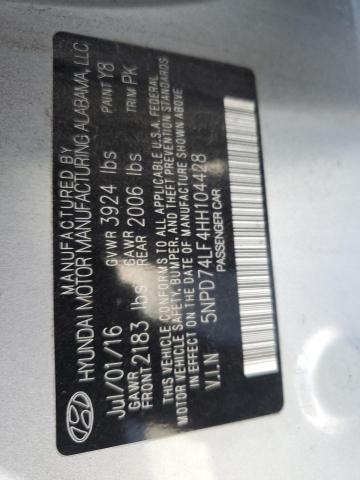 MANUFACTURED BY
HYUNDAI MOTOR MANUFACTURING ALABAMA, LLC
Jul/01/16 GVWR 3924 lbs PAINT Y8
GAWR FRONT 2183 lbs GAWR REAR 2006 lbs TRIM PK
THIS VEHICLE CONFORMS TO ALL APPLICABLE U.S.A. FEDERAL
MOTOR VEHICLE SAFETY, BUMPER, AND THEFT PREVENTION STANDARDS
IN EFFECT ON THE DATE OF MANUFACTURE SHOWN ABOVE.
V.I.N 5NPD74LF4HH104428
PASSENGER CAR